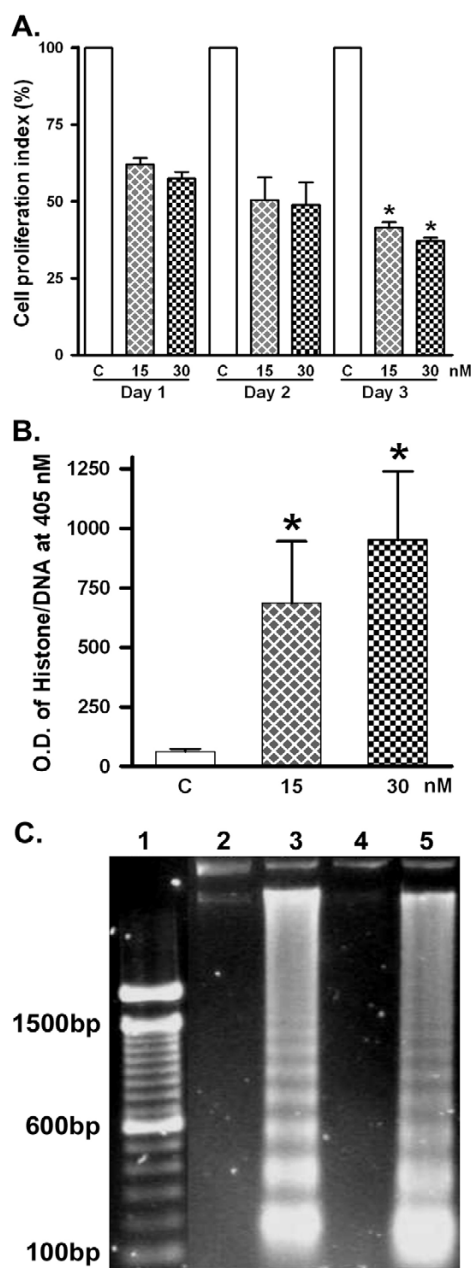 A.
Cell proliferation index (%)
100
75
50
25
0
* *
C 15 30 C 15 30 C 15 30 nM
Day 1 Day 2 Day 3
B.
O.D. of Histone/DNA at 405 nM
1250
1000
750
500
250
0
* *
C 15 30 nM
C.
1 2 3 4 5
1500bp
600bp
100bp